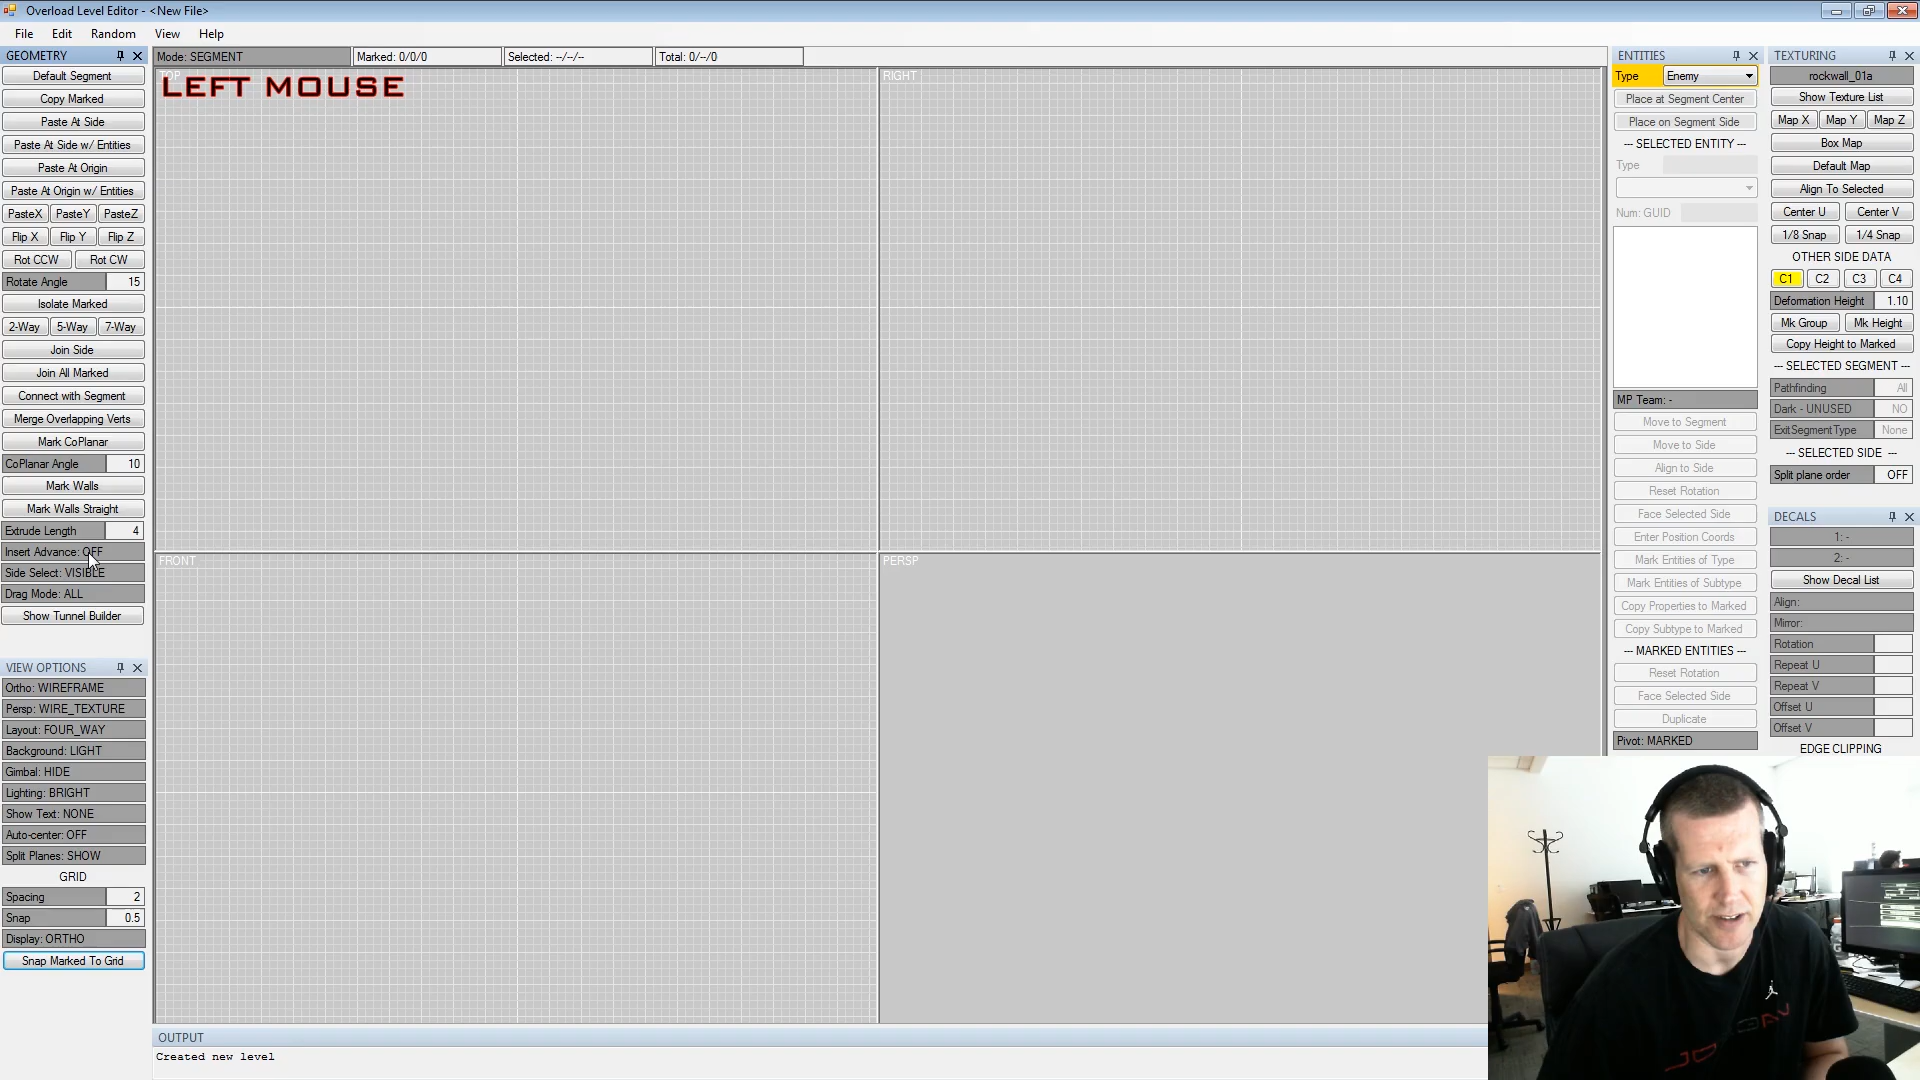 Overload Level Editor - <New File>
File Edit Random View Help
GEOMETRY
Default Segment
Copy Marked
Paste At Side
Paste At Side w/ Entities
Paste At Origin
Paste At Origin w/ Entities
PasteX PasteY PasteZ
Flip X Flip Y Flip Z
Rot CCW Rot CW
Rotate Angle 15
Isolate Marked
2-Way 5-Way 7-Way
Join Side
Join All Marked
Connect with Segment
Merge Overlapping Verts
Mark CoPlanar
CoPlanar Angle 10
Mark Walls
Mark Walls Straight
Extrude Length 4
Insert Advance: OFF
Side Select: VISIBLE
Drag Mode: ALL
Show Tunnel Builder
VIEW OPTIONS
Ortho: WIREFRAME
Persp: WIRE_TEXTURE
Layout: FOUR_WAY
Background: LIGHT
Gimbal: HIDE
Lighting: BRIGHT
Show Text: NONE
Auto-center: OFF
Split Planes: SHOW
GRID
Spacing 2
Snap 0.5
Display: ORTHO
Snap Marked To Grid
Mode: SEGMENT Marked: 0/0/0 Selected: --/--/-- Total: 0/--/0
TOP
LEFT MOUSE
RIGHT
FRONT
PERSP
OUTPUT
Created new level
ENTITIES
Type Enemy
Place at Segment Center
Place on Segment Side
--- SELECTED ENTITY ---
Type
Num: GUID
MP Team: -
Move to Segment
Move to Side
Align to Side
Reset Rotation
Face Selected Side
Enter Position Coords
Mark Entities of Type
Mark Entities of Subtype
Copy Properties to Marked
Copy Subtype to Marked
--- MARKED ENTITIES ---
Reset Rotation
Face Selected Side
Duplicate
Pivot: MARKED
TEXTURING
rockwall_01a
Show Texture List
Map X Map Y Map Z
Box Map
Default Map
Align To Selected
Center U Center V
1/8 Snap 1/4 Snap
OTHER SIDE DATA
C1 C2 C3 C4
Deformation Height 1.10
Mk Group Mk Height
Copy Height to Marked
--- SELECTED SEGMENT ---
Pathfinding All
Dark - UNUSED NO
ExitSegmentType None
--- SELECTED SIDE ---
Split plane order OFF
DECALS
1: -
2: -
Show Decal List
Align:
Mirror:
Rotation
Repeat U
Repeat V
Offset U
Offset V
EDGE CLIPPING